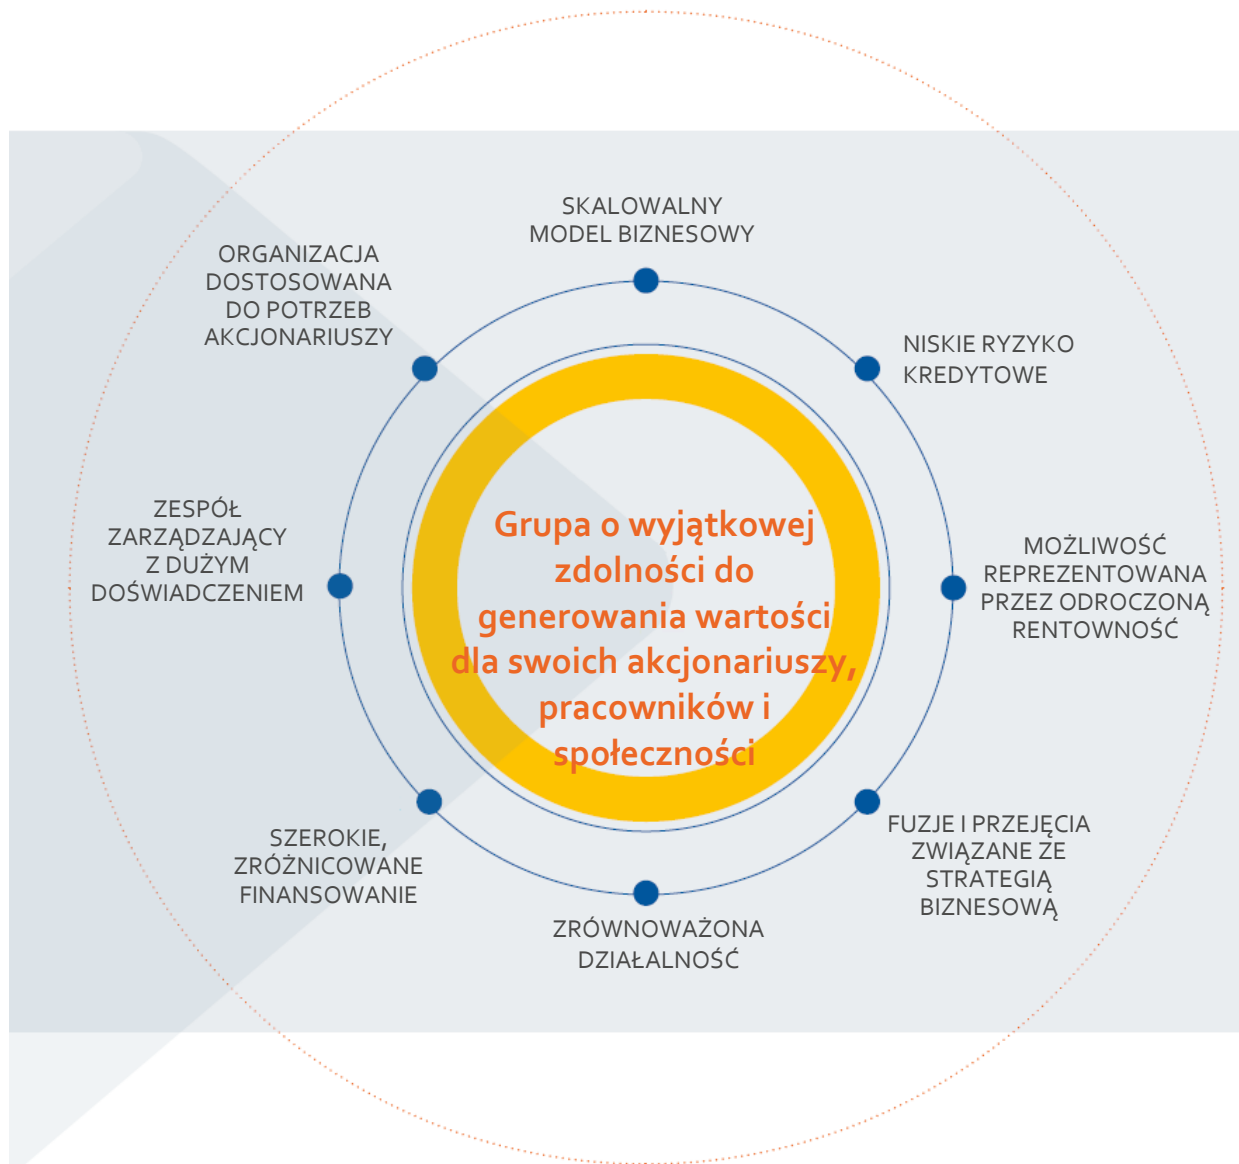 SKALOWALNY
MODEL BIZNESOWY
ORGANIZACJA
DOSTOSOWANA
DO POTRZEB
AKCJONARIUSZY
NISKIE RYZYKO
KREDYTOWE
ZESPÓŁ
ZARZĄDZAJĄCY
Z DUŻYM
DOŚWIADCZENIEM
Grupa o wyjątkowej
zdolności do
generowania wartości
dla swoich akcjonariuszy,
pracowników i
społeczności
MOŻLIWOŚĆ
REPREZENTOWANA
PRZEZ ODROCZONĄ
RENTOWNOŚĆ
SZEROKIE,
ZRÓŻNICOWANE
FINANSOWANIE
FUZJE I PRZEJĘCIA
ZWIĄZANE ZE
STRATEGIĄ
BIZNESOWĄ
ZRÓWNOWAŻONA
DZIAŁALNOŚĆ